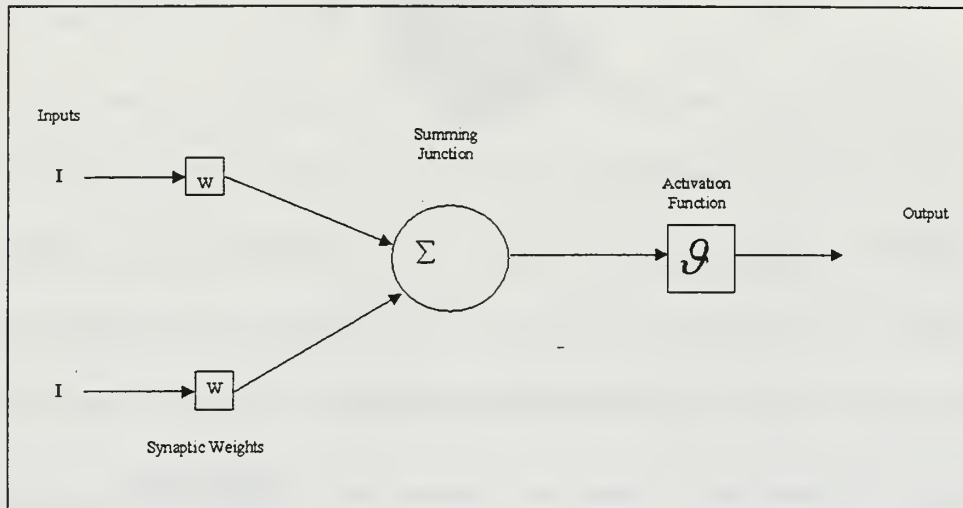 Inputs
Summing
Junction
I
W
Activation
Function
Output
Σ
ϑ
I
W
Synaptic Weights